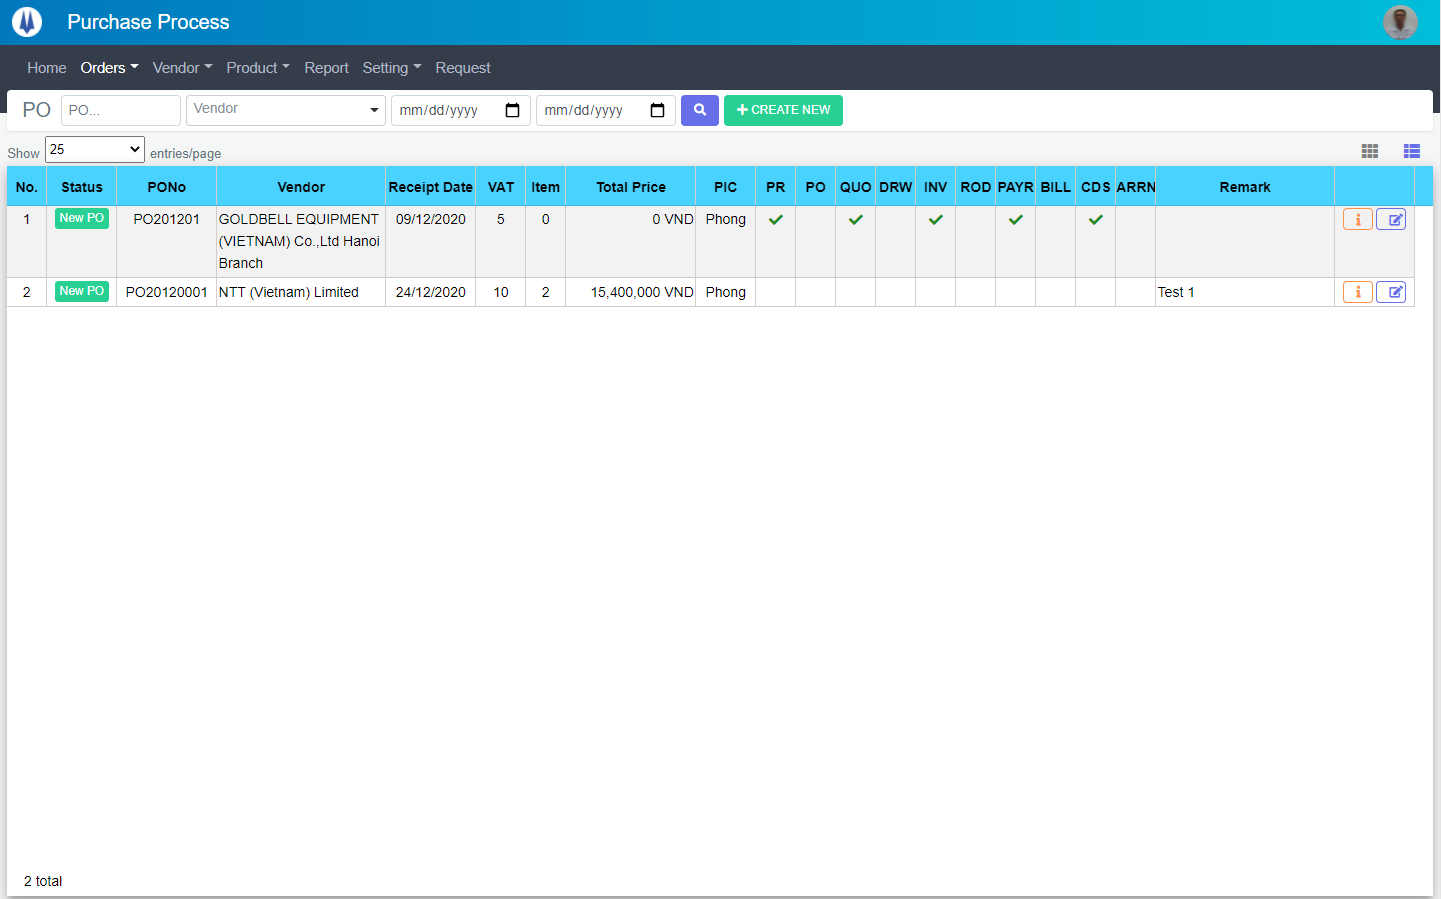 Purchase Process
Home Orders Vendor Product Report Setting Request
PO PO... Vendor mm/dd/yyyy mm/dd/yyyy CREATE NEW
Show 25 entries/page
No. Status PONo Vendor Receipt Date VAT Item Total Price PIC PR PO QUO DRW INV ROD PAYR BILL CDS ARRN Remark
1 New PO PO201201 GOLDBELL EQUIPMENT 09/12/2020 5 0 0 VND Phong
(VIETNAM) Co.,Ltd Hanoi
Branch
2 New PO PO20120001 NTT (Vietnam) Limited 24/12/2020 10 2 15,400,000 VND Phong Test 1
2 total